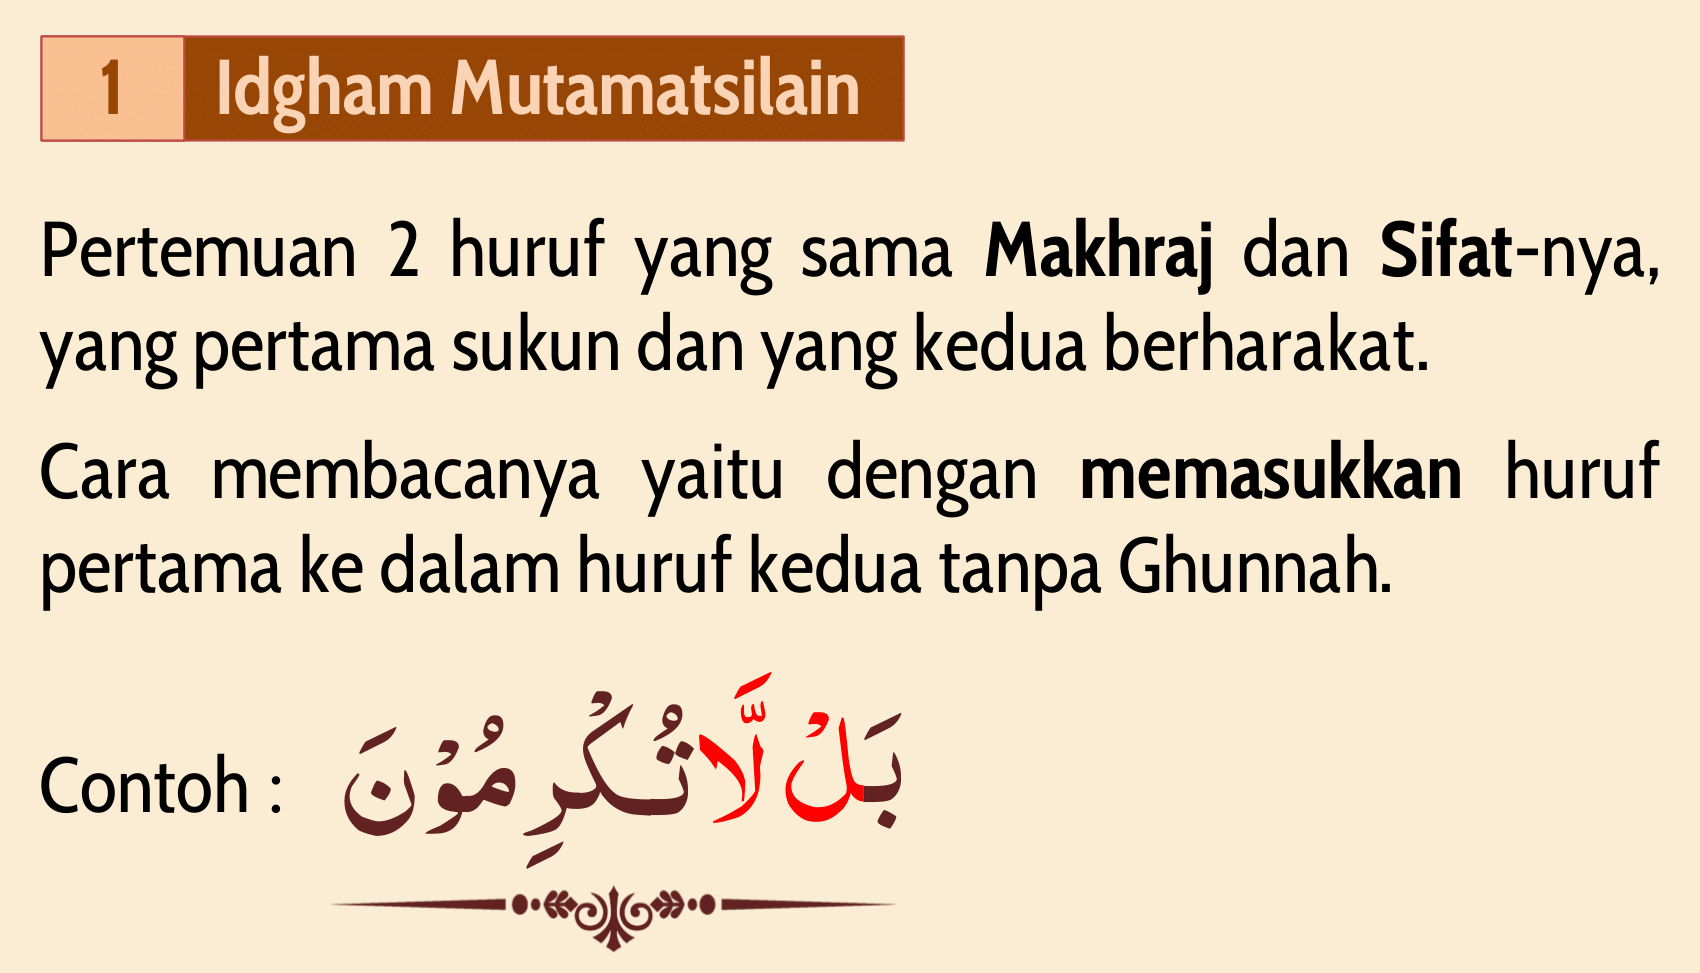 1 Idgham Mutamatsilain
Pertemuan 2 huruf yang sama Makhraj dan Sifat-nya,
yang pertama sukun dan yang kedua berharakat.
Cara membacanya yaitu dengan memasukkan huruf
pertama ke dalam huruf kedua tanpa Ghunnah.
Contoh : بَلْ لَّا تُكْرِمُوْنَ